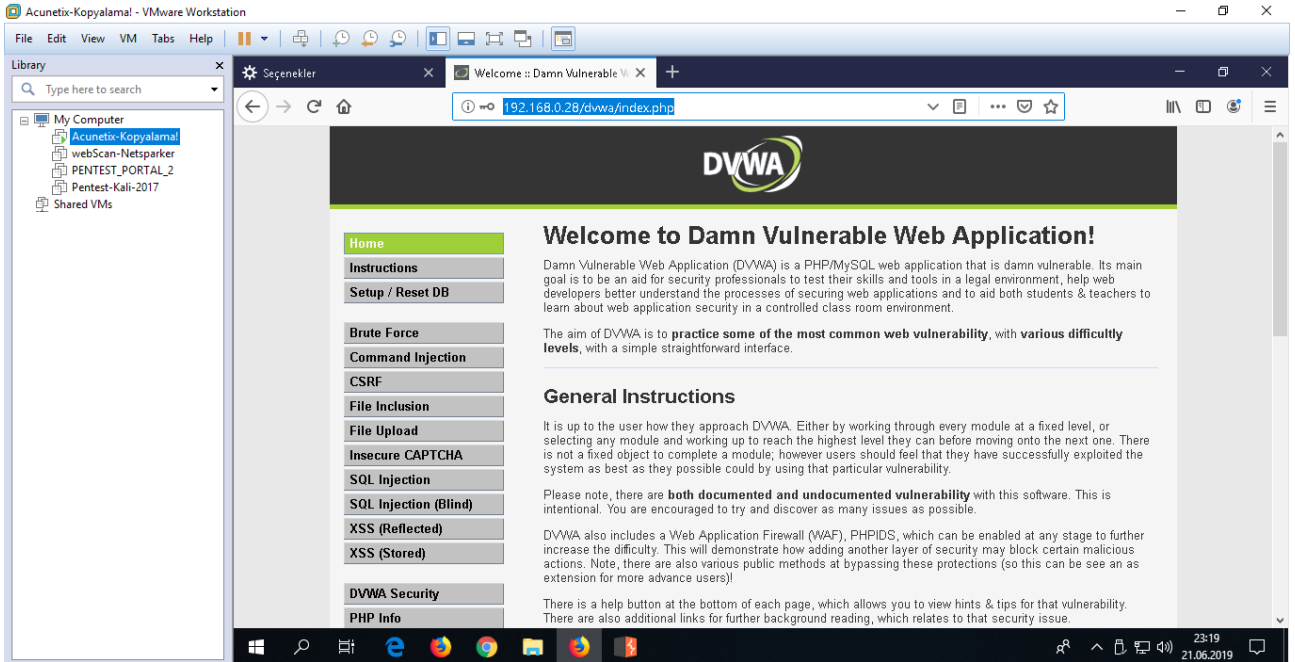 Acunetix-Kopyalama! - VMware Workstation
File Edit View VM Tabs Help
Library
Type here to search
My Computer
Acunetix-Kopyalama!
webScan-Netsparker
PENTEST_PORTAL_2
Pentest-Kali-2017
Shared VMs
Seçenekler
Welcome :: Damn Vulnerable W
192.168.0.28/dvwa/index.php
DVWA
Home
Instructions
Setup / Reset DB
Brute Force
Command Injection
CSRF
File Inclusion
File Upload
Insecure CAPTCHA
SQL Injection
SQL Injection (Blind)
XSS (Reflected)
XSS (Stored)
DVWA Security
PHP Info
Welcome to Damn Vulnerable Web Application!
Damn Vulnerable Web Application (DVWA) is a PHP/MySQL web application that is damn vulnerable. Its main
goal is to be an aid for security professionals to test their skills and tools in a legal environment, help web
developers better understand the processes of securing web applications and to aid both students & teachers to
learn about web application security in a controlled class room environment.
The aim of DVWA is to practice some of the most common web vulnerability, with various difficultly
levels, with a simple straightforward interface.
General Instructions
It is up to the user how they approach DVWA. Either by working through every module at a fixed level, or
selecting any module and working up to reach the highest level they can before moving onto the next one. There
is not a fixed object to complete a module; however users should feel that they have successfully exploited the
system as best as they possible could by using that particular vulnerability.
Please note, there are both documented and undocumented vulnerability with this software. This is
intentional. You are encouraged to try and discover as many issues as possible.
DVWA also includes a Web Application Firewall (WAF), PHPIDS, which can be enabled at any stage to further
increase the difficulty. This will demonstrate how adding another layer of security may block certain malicious
actions. Note, there are also various public methods at bypassing these protections (so this can be see an as
extension for more advance users)!
There is a help button at the bottom of each page, which allows you to view hints & tips for that vulnerability.
There are also additional links for further background reading, which relates to that security issue.
23:19
21.06.2019